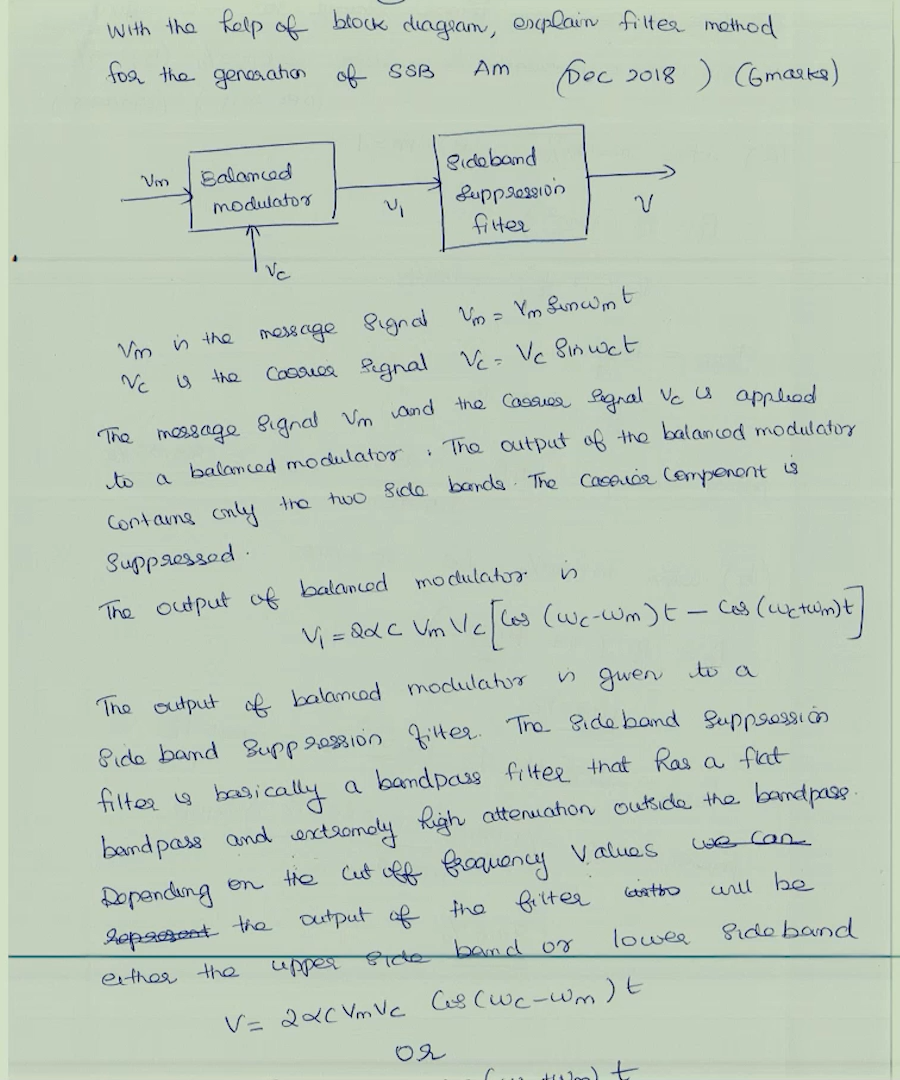 With the help of block diagram, explain filter method
for the generation of SSB Am (Dec 2018) (6marks)
Vm
Balanced
modulator
Vc
V1
Sideband
Suppression
filter
V
Vm is the message signal Vm = Vm Sinωmt
Vc is the carrier signal Vc = Vc Sinωct
The message signal Vm and the carrier signal Vc is applied
to a balanced modulator. The output of the balanced modulator
contains only the two side bands. The carrier component is
suppressed.
The output of balanced modulator is
V1 = 2αC Vm Vc [Cos (ωc-ωm)t - Cos (ωc+ωm)t]
The output of balanced modulator is given to a
Side band suppression filter. The sideband suppression
filter is basically a bandpass filter that has a flat
bandpass and extremely high attenuation outside the bandpass.
Depending on the cut off frequency values we can
represent the output of the filter will be
either the upper side band or lower sideband
V = 2αC Vm Vc Cos (ωc-ωm)t
OR